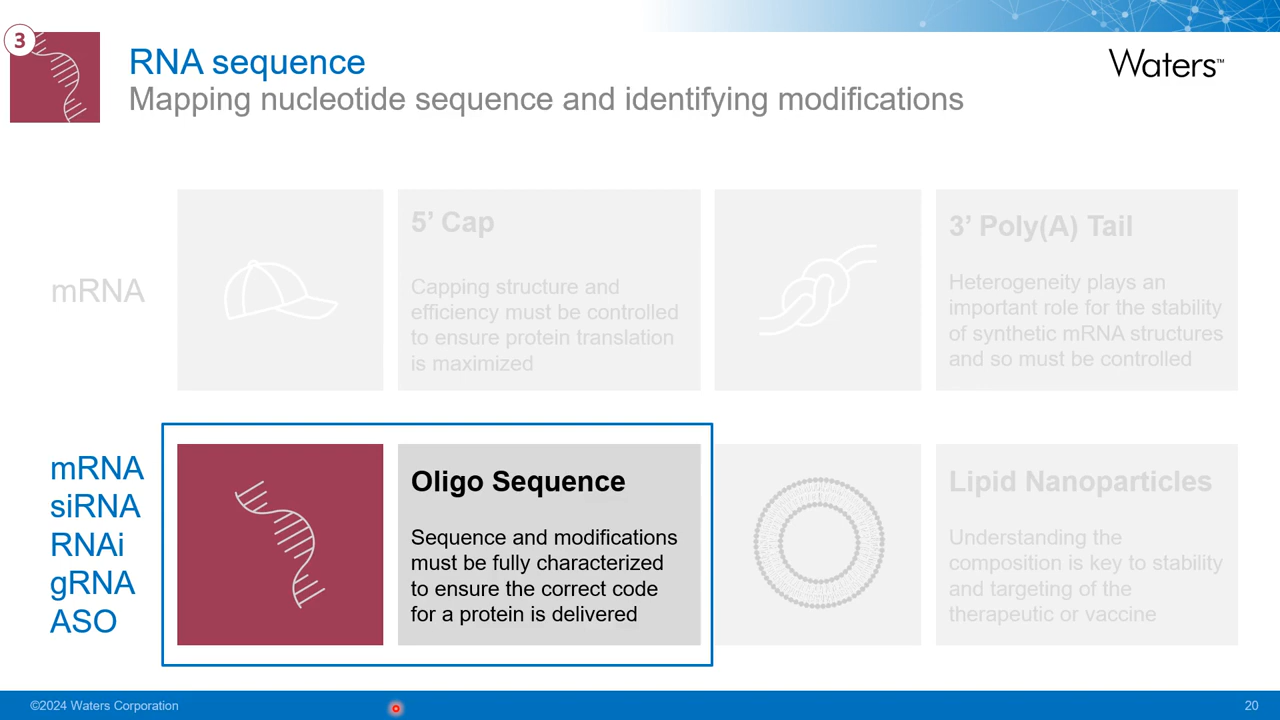 3
RNA sequence
Mapping nucleotide sequence and identifying modifications
Waters™
mRNA
5’ Cap
Capping structure and
efficiency must be controlled
to ensure protein translation
is maximized
3’ Poly(A) Tail
Heterogeneity plays an
important role for the stability
of synthetic mRNA structures
and so must be controlled
mRNA
siRNA
RNAi
gRNA
ASO
Oligo Sequence
Sequence and modifications
must be fully characterized
to ensure the correct code
for a protein is delivered
Lipid Nanoparticles
Understanding the
composition is key to stability
and targeting of the
therapeutic or vaccine
©2024 Waters Corporation
20